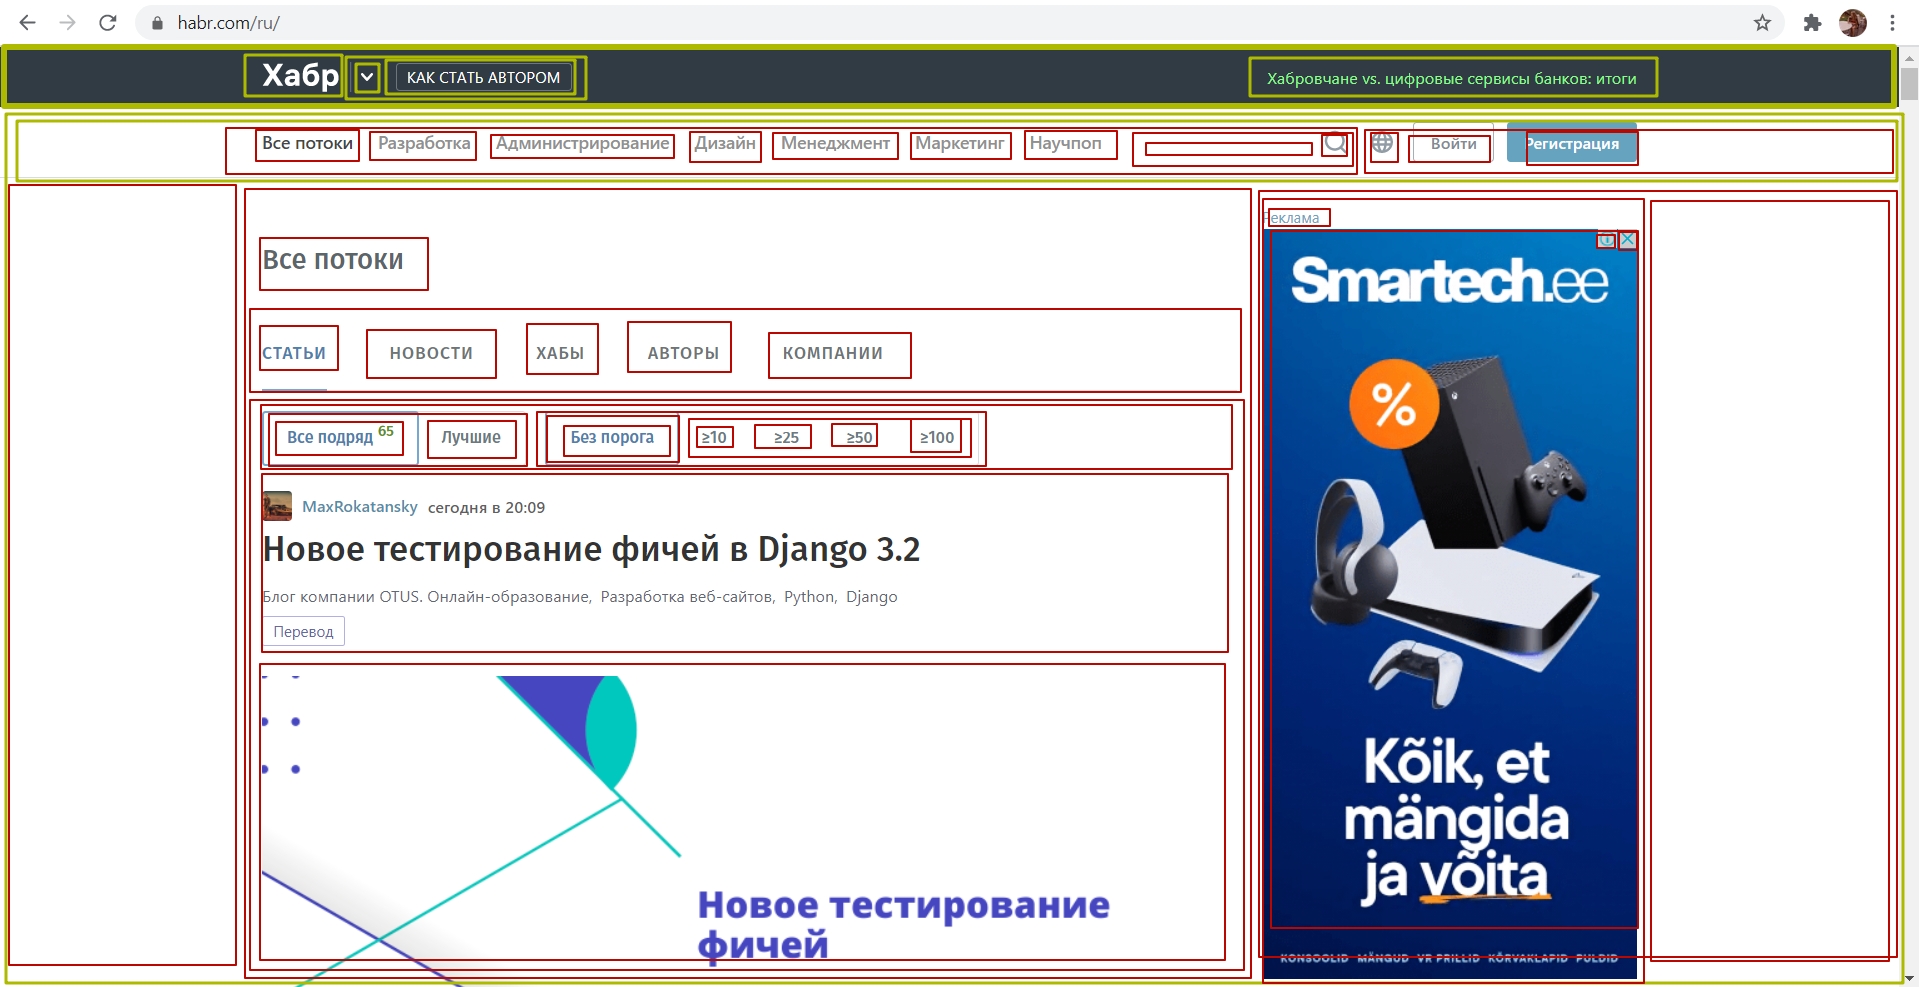 habr.com/ru/
Хабр
КАК СТАТЬ АВТОРОМ
Хабровчане vs. цифровые сервисы банков: итоги
Все потоки
Разработка
Администрирование
Дизайн
Менеджмент
Маркетинг
Научпоп
Войти
Регистрация
Реклама
Все потоки
СТАТЬИ
НОВОСТИ
ХАБЫ
АВТОРЫ
КОМПАНИИ
Все подряд 65
Лучшие
Без порога
≥10
≥25
≥50
≥100
MaxRokatansky сегодня в 20:09
Новое тестирование фичей в Django 3.2
Блог компании OTUS. Онлайн-образование, Разработка веб-сайтов, Python, Django
Перевод
Новое тестирование
фичей
Smartech.ee
%
Kõik, et
mängida
ja võita
KONSOOLID MÄNGUD VR PRILLID KÕRVAKLAPID PULDID